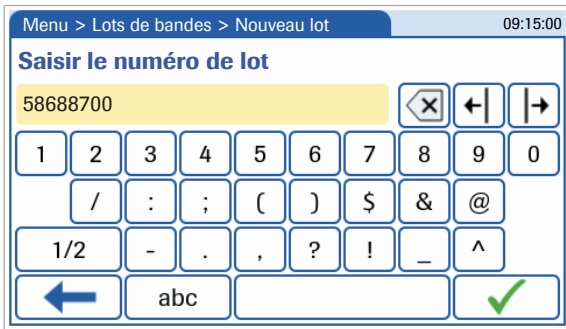 Menu > Lots de bandes > Nouveau lot 09:15:00
Saisir le numéro de lot
58688700
1 2 3 4 5 6 7 8 9 0
/ : ; ( ) $ & @
1/2 - . , ? ! _ ^
abc